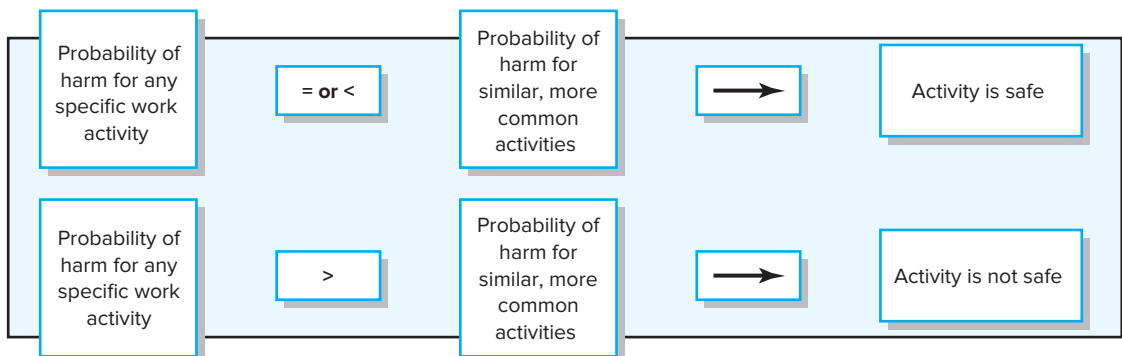 Probability of
harm for any
specific work
activity
= or <
Probability of
harm for
similar, more
common
activities
Activity is safe
Probability of
harm for any
specific work
activity
>
Probability of
harm for
similar, more
common
activities
Activity is not safe